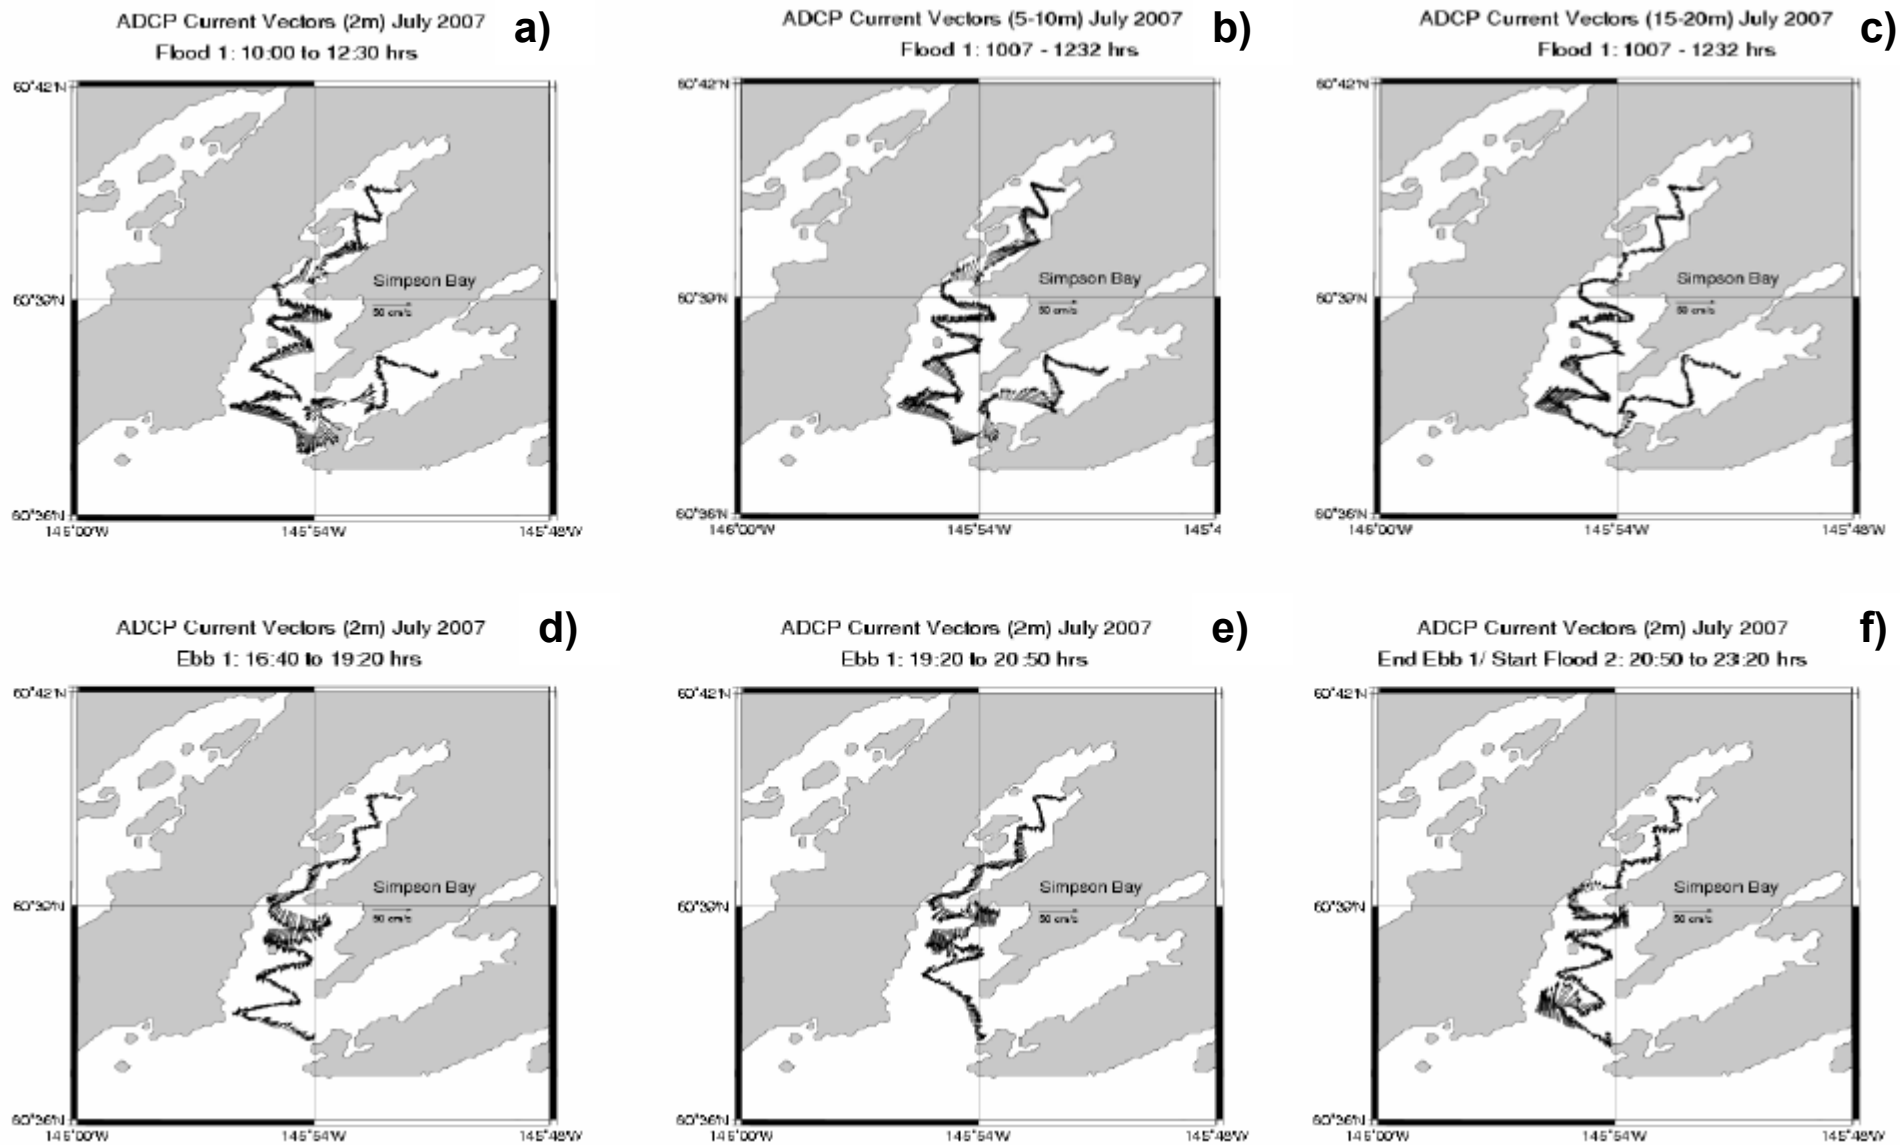 ADCP Current Vectors (2m) July 2007
Flood 1: 10:00 to 12:30 hrs
a)
60°42'N
Simpson Bay
60°39'N
50 cm/s
60°36'N
146°00'W 145°54'W 145°48'W
ADCP Current Vectors (5-10m) July 2007
Flood 1: 1007 - 1232 hrs
b)
60°42'N
Simpson Bay
60°39'N
50 cm/s
60°36'N
146°00'W 145°54'W 145°4
ADCP Current Vectors (15-20m) July 2007
Flood 1: 1007 - 1232 hrs
c)
60°42'N
Simpson Bay
60°39'N
50 cm/s
60°36'N
146°00'W 145°54'W 145°48'W
ADCP Current Vectors (2m) July 2007
Ebb 1: 16:40 to 19:20 hrs
d)
60°42'N
Simpson Bay
60°39'N
50 cm/s
60°36'N
146°00'W 145°54'W 145°48'W
ADCP Current Vectors (2m) July 2007
Ebb 1: 19:20 to 20:50 hrs
e)
60°42'N
Simpson Bay
60°39'N
50 cm/s
60°36'N
146°00'W 145°54'W 145°48'W
ADCP Current Vectors (2m) July 2007
End Ebb 1/ Start Flood 2: 20:50 to 23:20 hrs
f)
60°42'N
Simpson Bay
60°39'N
50 cm/s
60°36'N
146°00'W 145°54'W 145°48'W